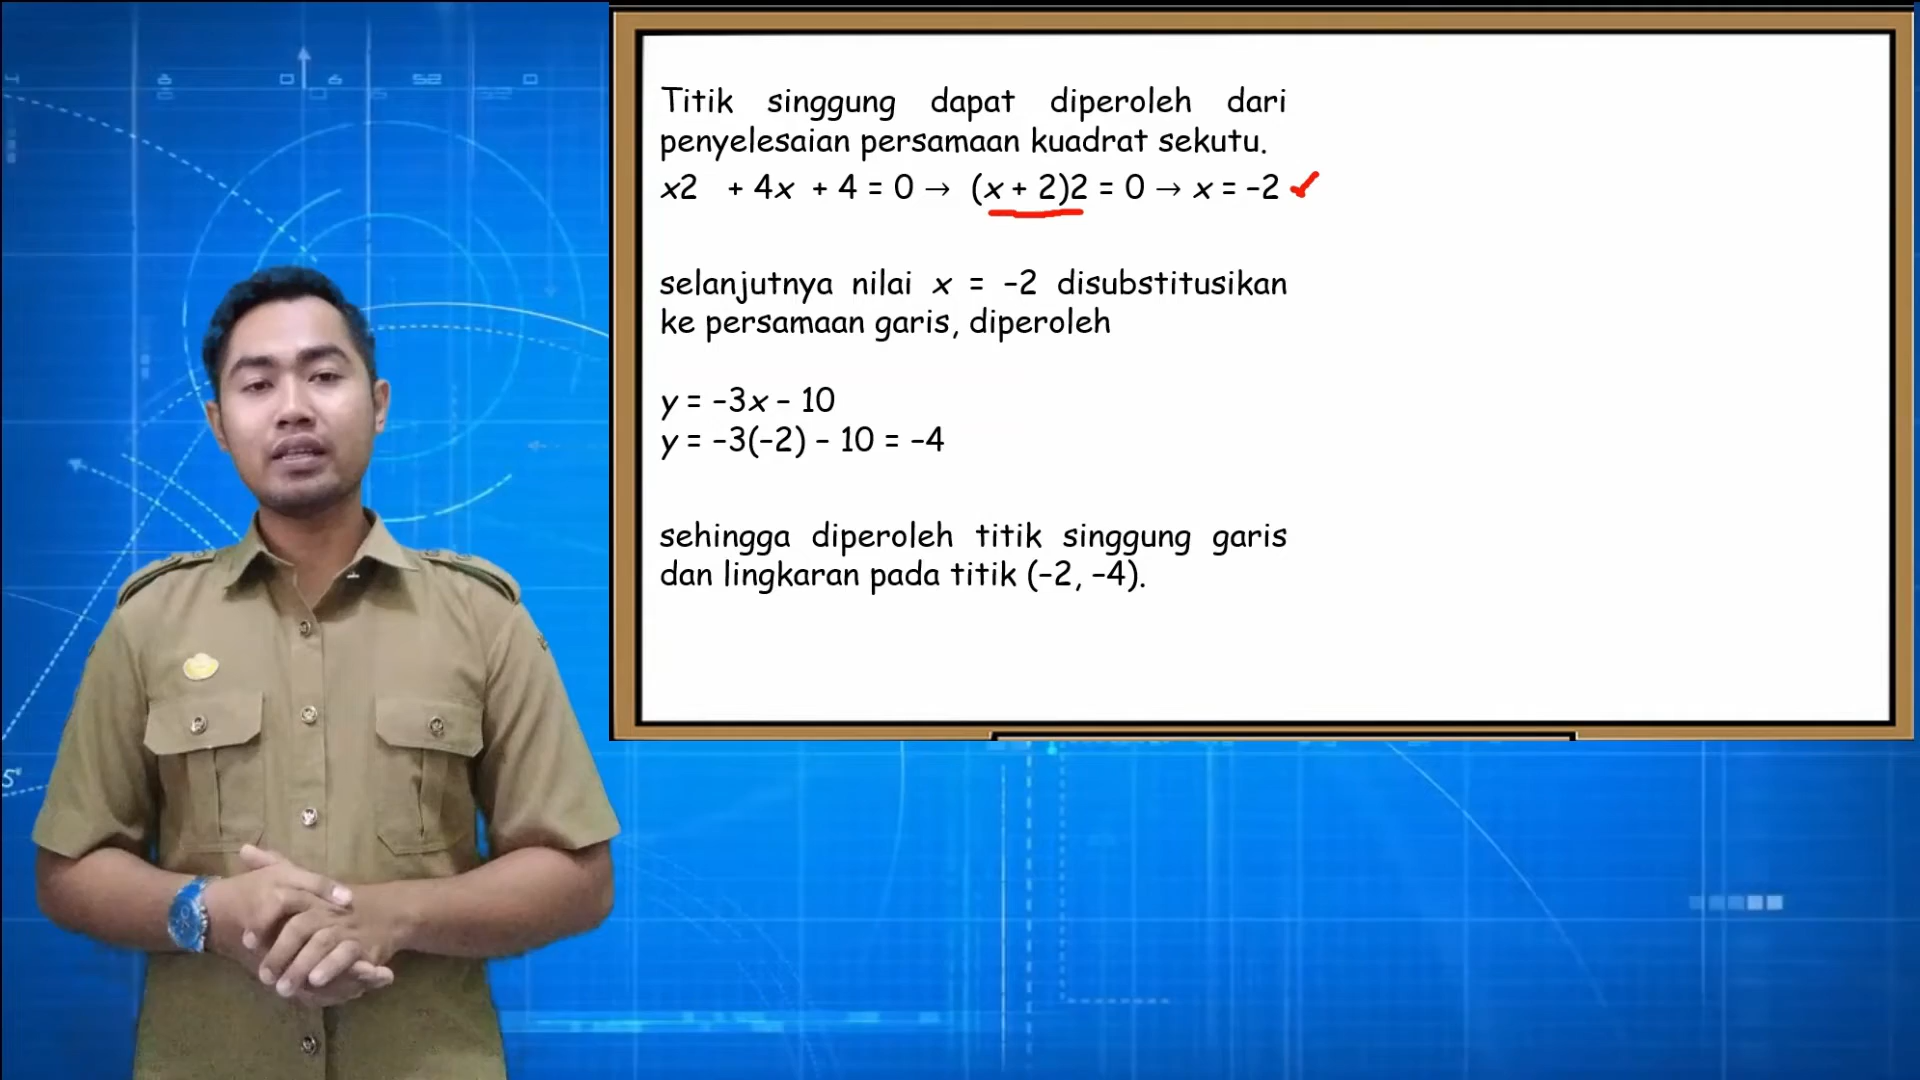 Titik singgung dapat diperoleh dari
penyelesaian persamaan kuadrat sekutu.
x2 + 4x + 4 = 0 → (x + 2)2 = 0 → x = -2
selanjutnya nilai x = -2 disubstitusikan
ke persamaan garis, diperoleh
y = -3x - 10
y = -3(-2) - 10 = -4
sehingga diperoleh titik singgung garis
dan lingkaran pada titik (-2, -4).